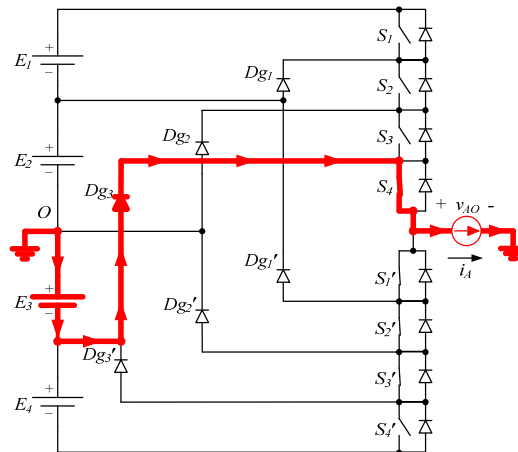 S1
+
E1
−
Dg1
S2
Dg2
S3
+
E2
−
Dg3
S4
+ vAO -
O
iA
+
E3
−
Dg1′
S1′
Dg2′
S2′
Dg3′
S3′
+
E4
−
S4′